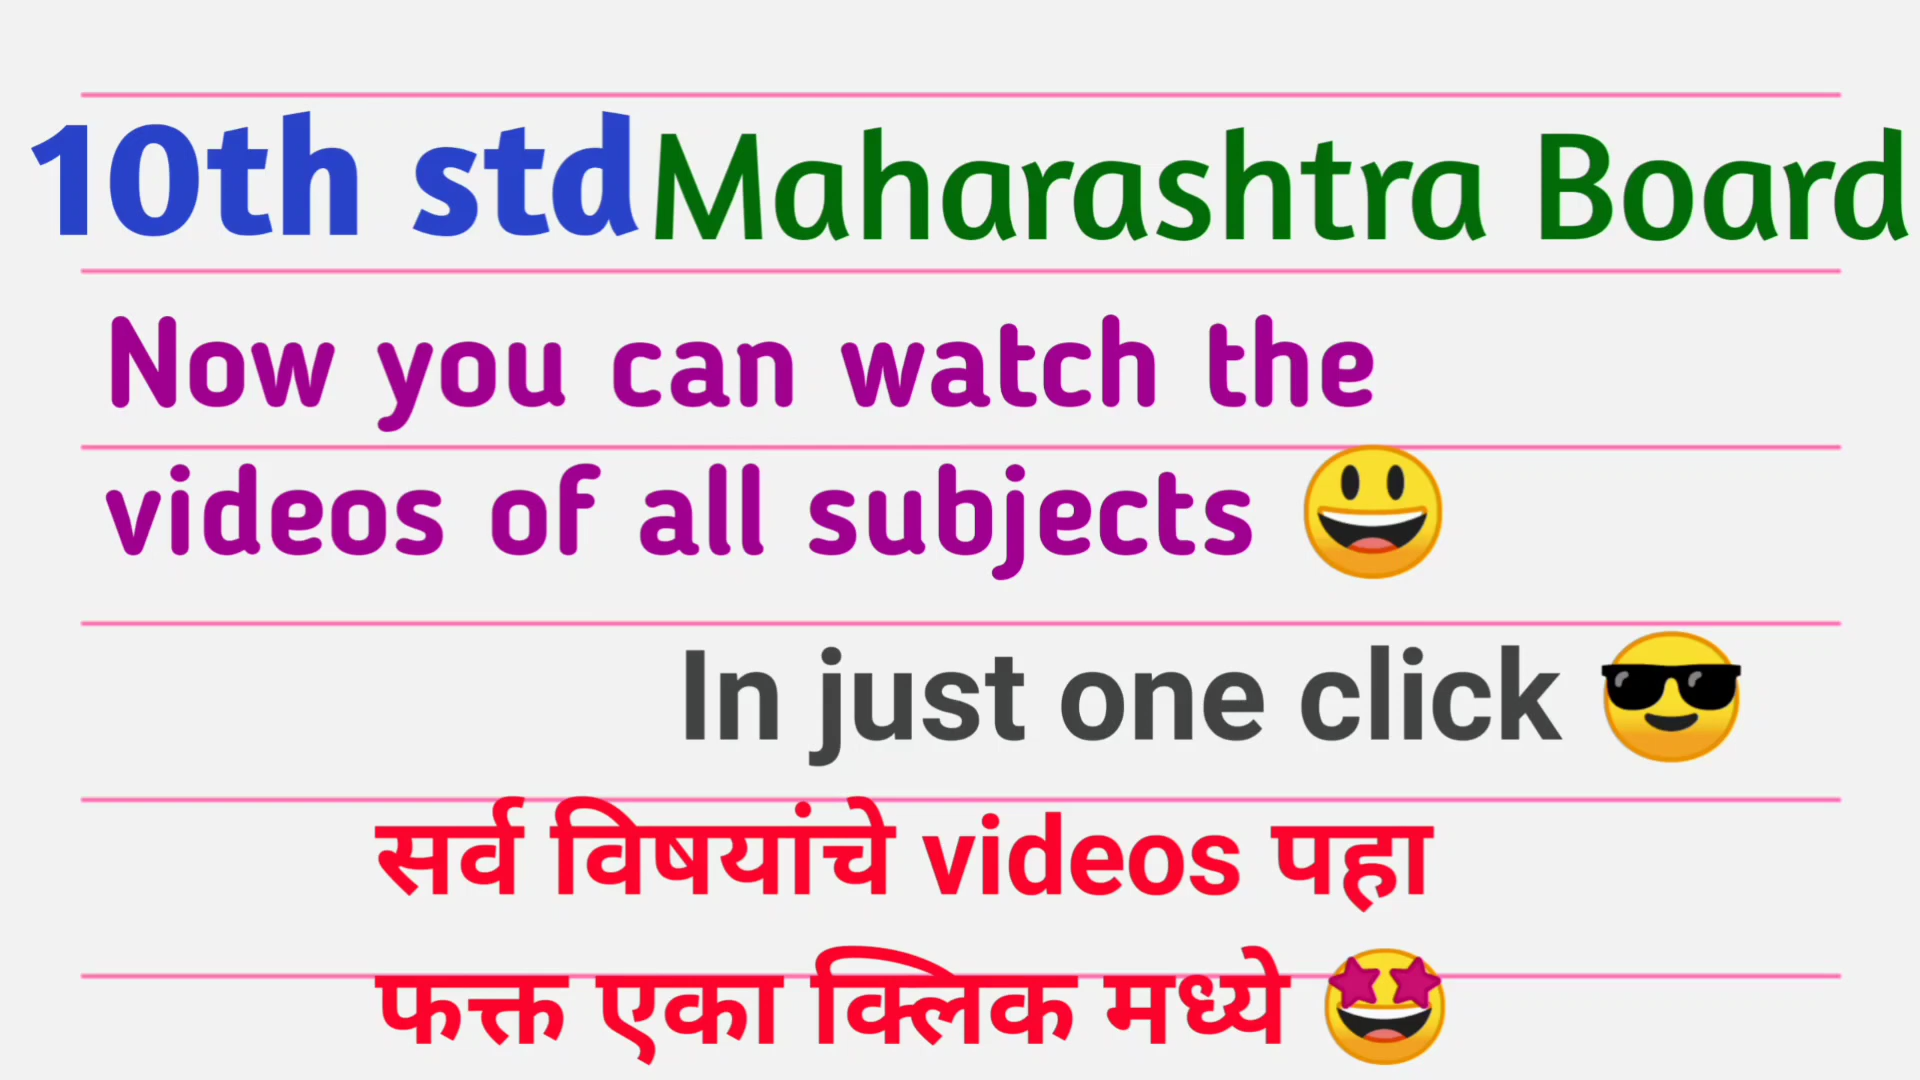 10th std Maharashtra Board
Now you can watch the
videos of all subjects 😃
In just one click 😎
सर्व विषयांचे videos पहा
फक्त एका क्लिक मध्ये 🤩